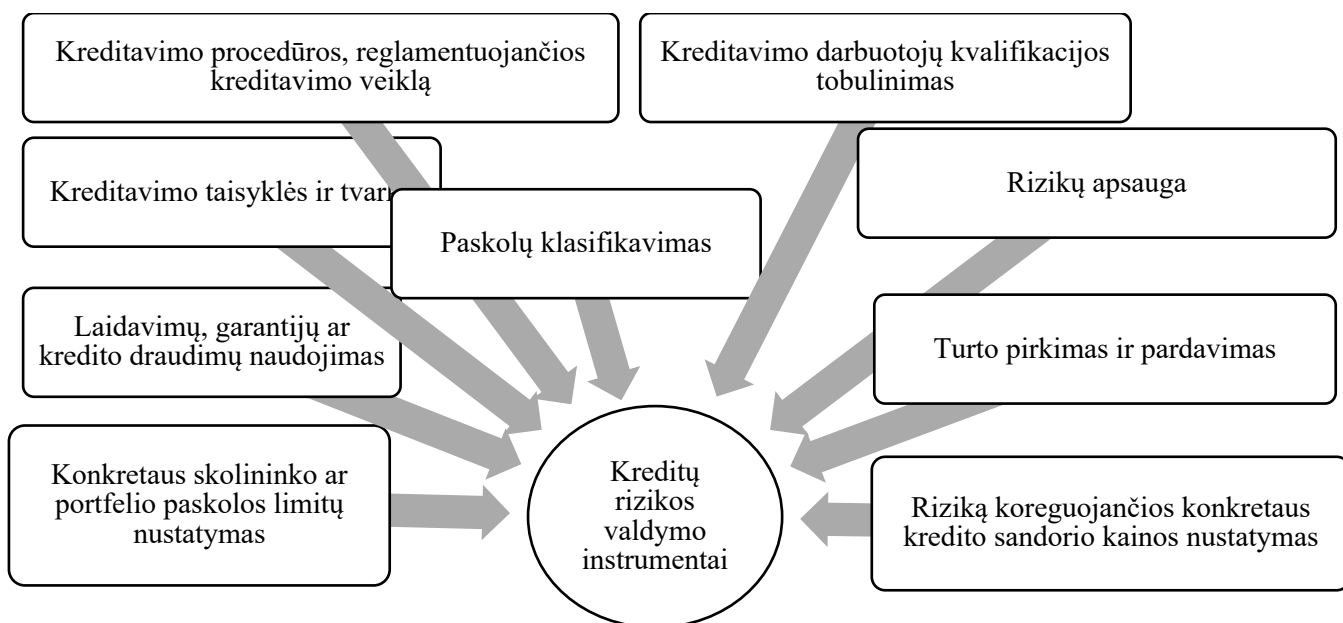 Kreditavimo procedūros, reglamentuojančios
kreditavimo veiklą
Kreditavimo darbuotojų kvalifikacijos
tobulinimas
Kreditavimo taisyklės ir
Paskolų klasifikavimas
Rizikų apsauga
Laidavimų, garantijų ar
kredito draudimų naudojimas
Turto pirkimas ir pardavimas
Konkretaus skolininko ar
portfelio paskolos limitų
nustatymas
Kreditų
rizikos
valdymo
instrumentai
Riziką koreguojančios konkretaus
kredito sandorio kainos nustatymas